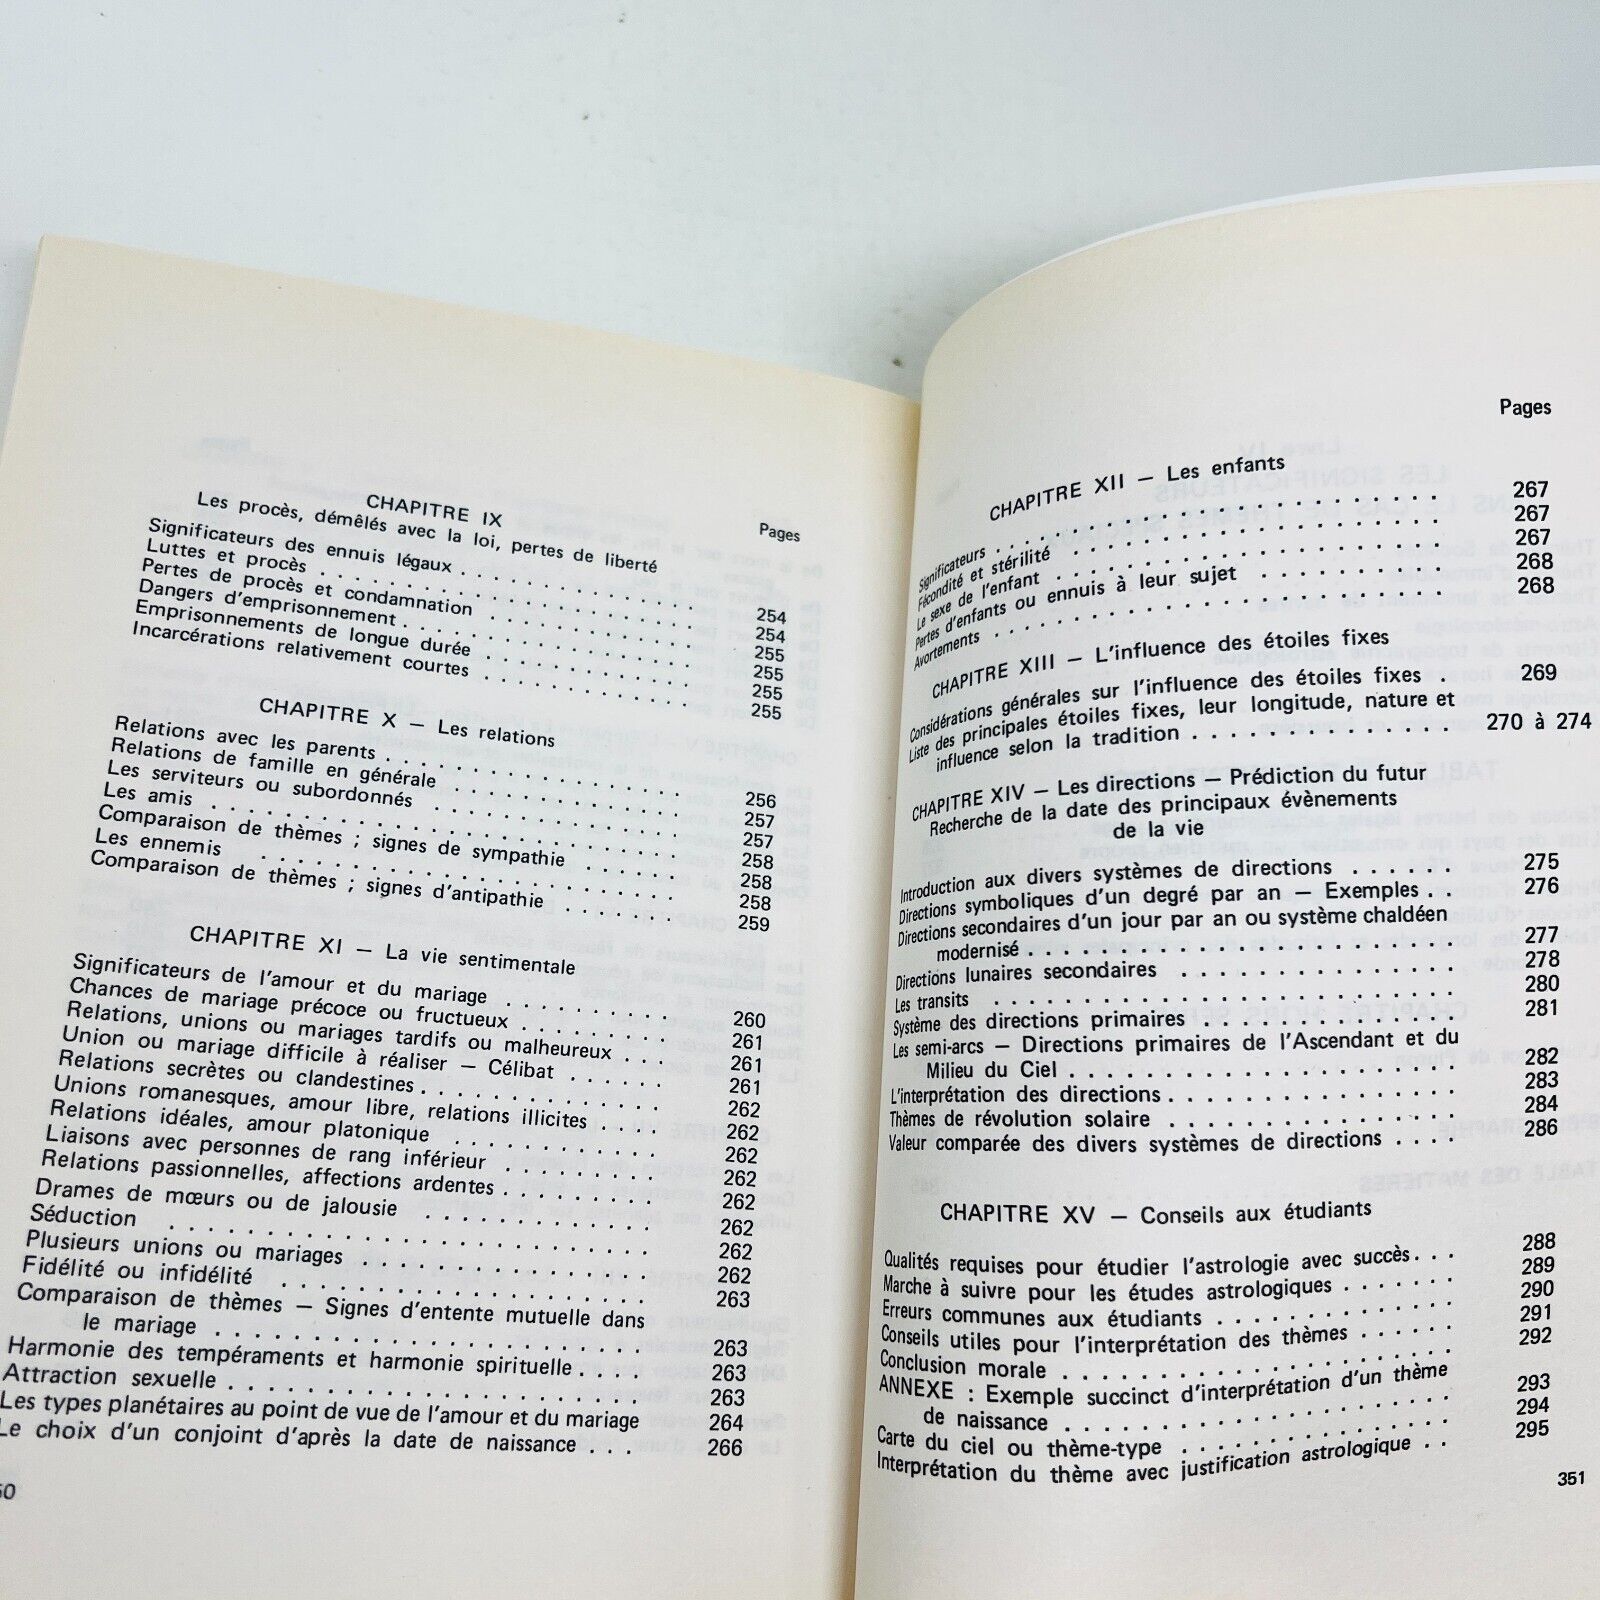 CHAPITRE IX
Les procès, démêlés avec la loi, pertes de liberté
Pages
Significateurs des ennuis légaux . . . . . . . . . . . . . 254
Luttes et procès . . . . . . . . . . . . . . . . . . . . 254
Pertes de procès et condamnation . . . . . . . . . . . 255
Dangers d'emprisonnement . . . . . . . . . . . . . . . . 255
Emprisonnements de longue durée . . . . . . . . . . . 255
Incarcérations relativement courtes . . . . . . . . . . . 255
CHAPITRE X — Les relations
Relations avec les parents . . . . . . . . . . . . . . . . 256
Relations de famille en générale . . . . . . . . . . . . . 257
Les serviteurs ou subordonnés . . . . . . . . . . . . . 257
Les amis . . . . . . . . . . . . . . . . . . . . . . . . 258
Comparaison de thèmes ; signes de sympathie . . . . . . 258
Les ennemis . . . . . . . . . . . . . . . . . . . . . . 258
Comparaison de thèmes ; signes d'antipathie . . . . . . 259
CHAPITRE XI — La vie sentimentale
Significateurs de l'amour et du mariage . . . . . . . . . 260
Chances de mariage précoce ou fructueux . . . . . . . . 261
Relations, unions ou mariages tardifs ou malheureux . . . 261
Union ou mariage difficile à réaliser — Célibat . . . . . . 261
Relations secrètes ou clandestines . . . . . . . . . . . . . 262
Unions romanesques, amour libre, relations illicites . . . . 262
Relations idéales, amour platonique . . . . . . . . . . . 262
Liaisons avec personnes de rang inférieur . . . . . . . . 262
Relations passionnelles, affections ardentes . . . . . . . . . 262
Drames de mœurs ou de jalousie . . . . . . . . . . . . 262
Séduction . . . . . . . . . . . . . . . . . . . . . . . 262
Plusieurs unions ou mariages . . . . . . . . . . . . . . . 262
Fidélité ou infidélité . . . . . . . . . . . . . . . . . . 263
Comparaison de thèmes — Signes d'entente mutuelle dans
le mariage . . . . . . . . . . . . . . . . . . . . . . 263
Harmonie des tempéraments et harmonie spirituelle . . . . 263
Attraction sexuelle . . . . . . . . . . . . . . . . . . . . . 263
Les types planétaires au point de vue de l'amour et du mariage 264
Le choix d'un conjoint d'après la date de naissance . . . 266
50
Pages
CHAPITRE XII — Les enfants
Significateurs . . . . . . . . . . . . . . . . . . . . . . 267
Fécondité et stérilité . . . . . . . . . . . . . . . . . . 267
Le sexe de l'enfant . . . . . . . . . . . . . . . . . . . 267
Pertes d'enfants ou ennuis à leur sujet . . . . . . . . . 268
Avortements . . . . . . . . . . . . . . . . . . . . . . 268
CHAPITRE XIII — L'influence des étoiles fixes
Considérations générales sur l'influence des étoiles fixes . 269
Liste des principales étoiles fixes, leur longitude, nature et
influence selon la tradition . . . . . . . . . . . . . 270 à 274
CHAPITRE XIV — Les directions — Prédiction du futur
Recherche de la date des principaux évènements
de la vie
Introduction aux divers systèmes de directions . . . . . . 275
Directions symboliques d'un degré par an — Exemples . . 276
Directions secondaires d'un jour par an ou système chaldéen
modernisé . . . . . . . . . . . . . . . . . . . . . . 277
Directions lunaires secondaires . . . . . . . . . . . . . . 278
Les transits . . . . . . . . . . . . . . . . . . . . . . . 280
Système des directions primaires . . . . . . . . . . . . . 281
Les semi-arcs — Directions primaires de l'Ascendant et du
Milieu du Ciel . . . . . . . . . . . . . . . . . . . . 282
L'interprétation des directions . . . . . . . . . . . . . . . 283
Thèmes de révolution solaire . . . . . . . . . . . . . . 284
Valeur comparée des divers systèmes de directions . . . . 286
CHAPITRE XV — Conseils aux étudiants
Qualités requises pour étudier l'astrologie avec succès . . . 288
Marche à suivre pour les études astrologiques . . . . . . . 289
Erreurs communes aux étudiants . . . . . . . . . . . . 290
Conseils utiles pour l'interprétation des thèmes . . . . . . 291
Conclusion morale . . . . . . . . . . . . . . . . . . . . 292
ANNEXE : Exemple succinct d'interprétation d'un thème
de naissance . . . . . . . . . . . . . . . . . . . . 293
Carte du ciel ou thème-type . . . . . . . . . . . . . . 294
Interprétation du thème avec justification astrologique . . 295
351